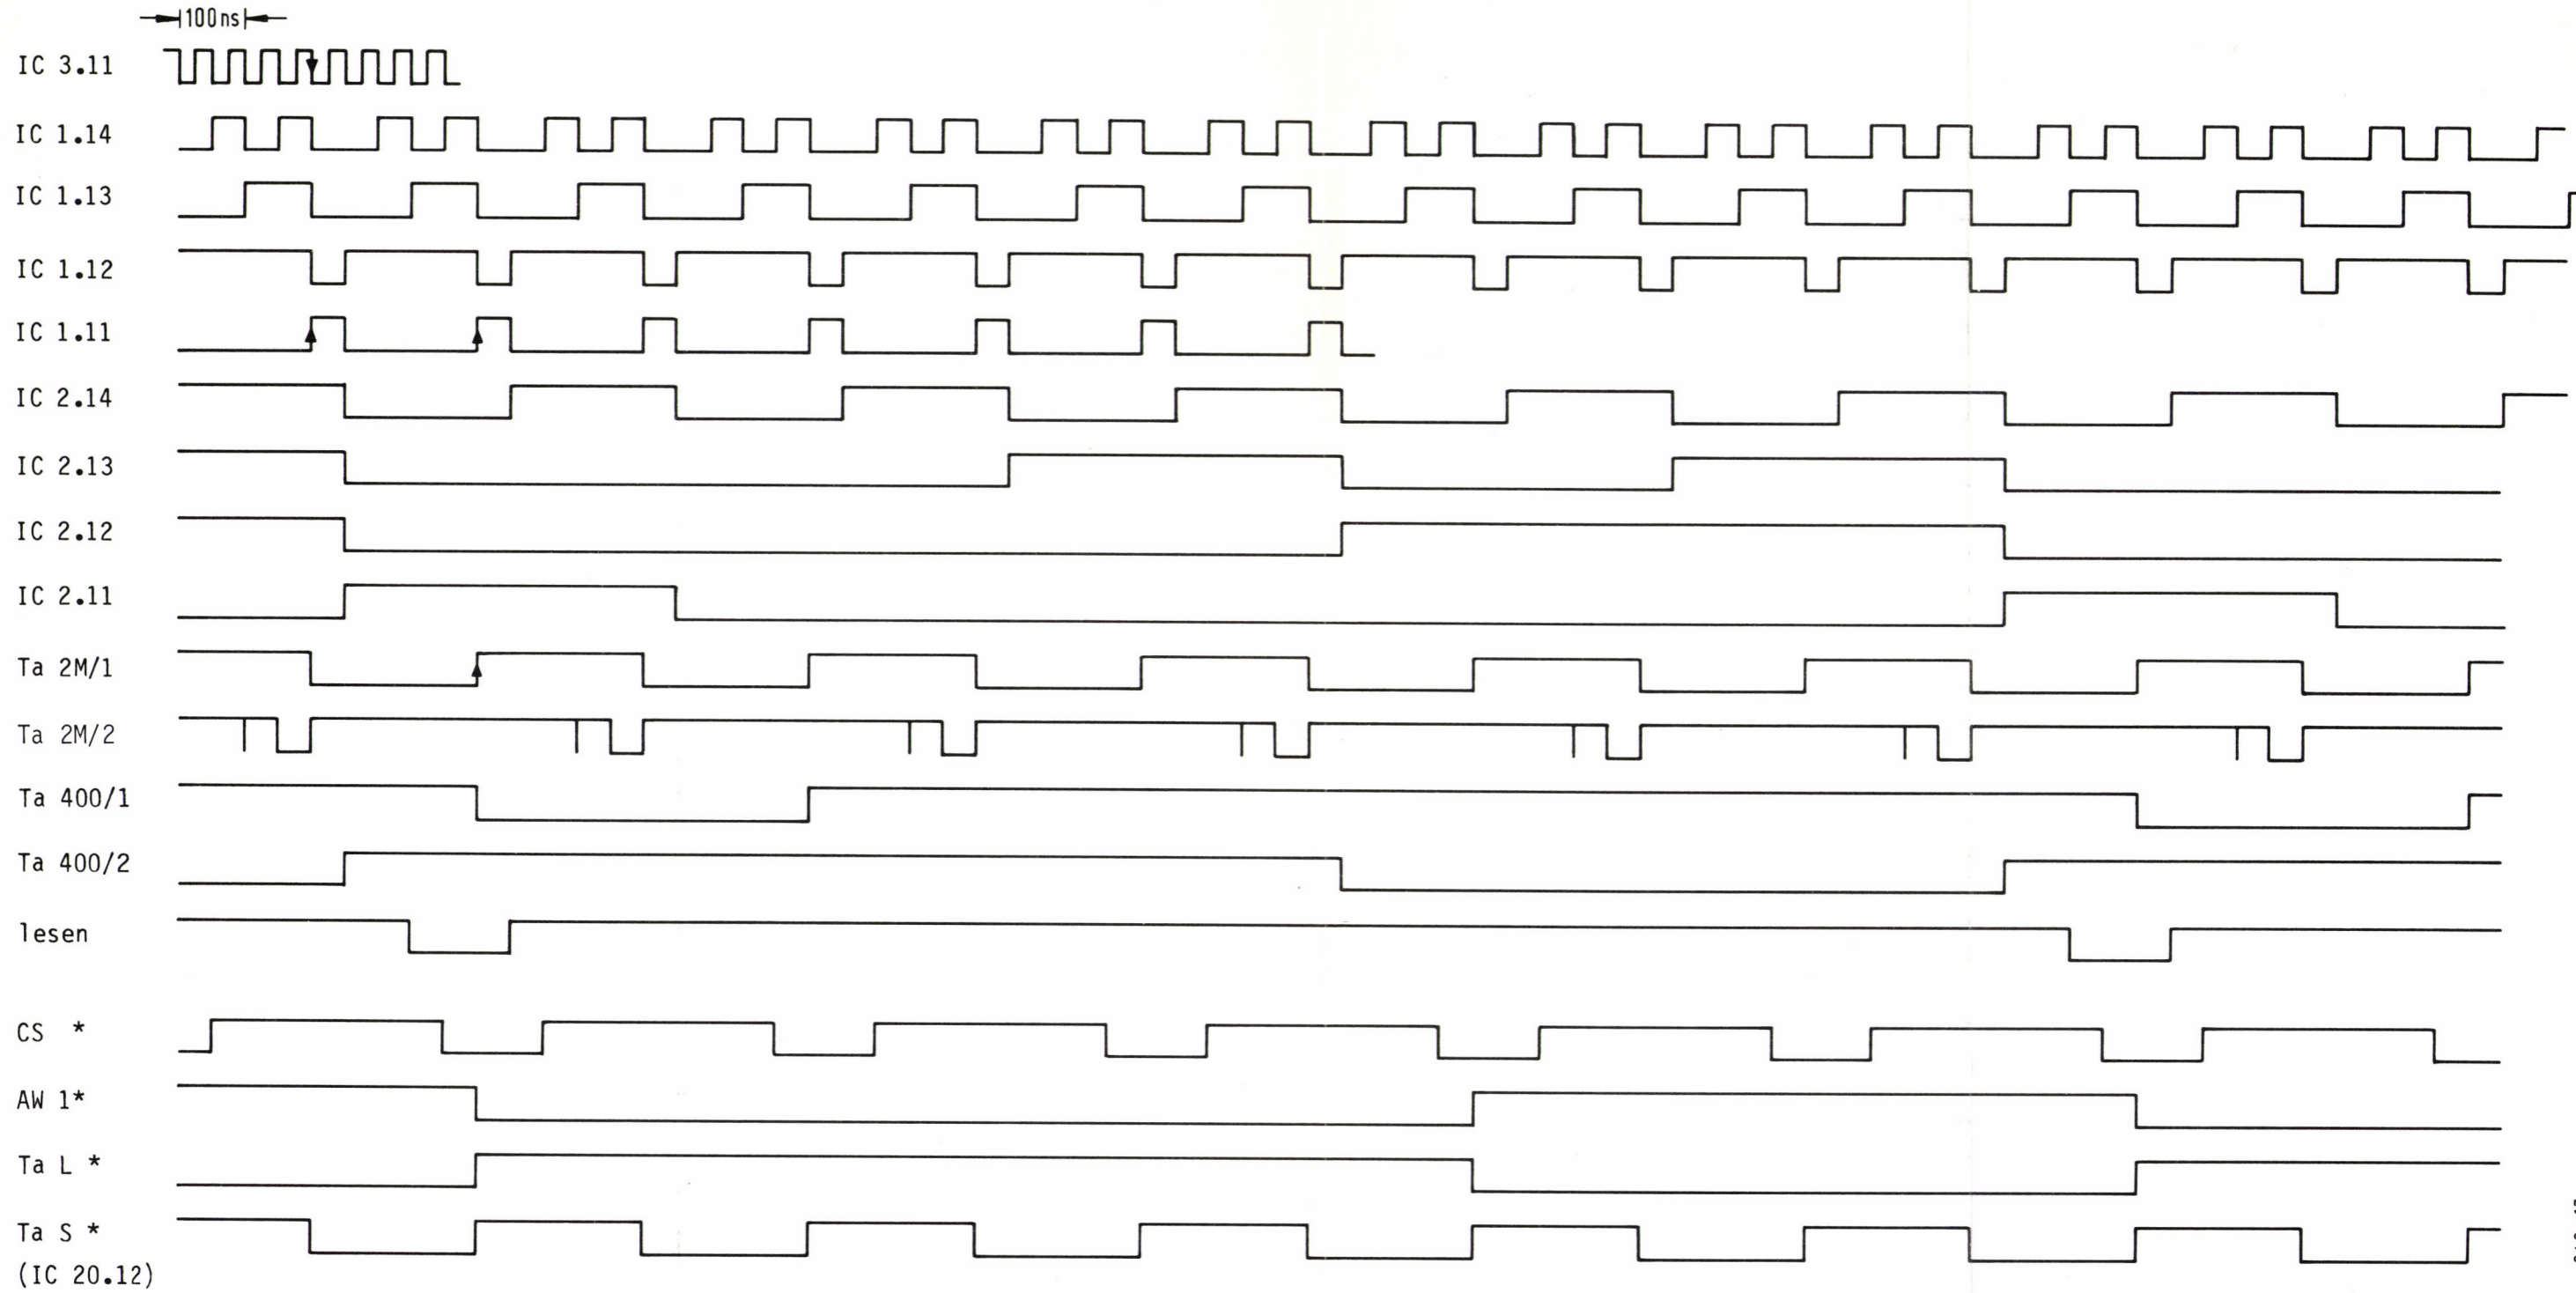 100ns
IC 3.11
IC 1.14
IC 1.13
IC 1.12
IC 1.11
IC 2.14
IC 2.13
IC 2.12
IC 2.11
Ta 2M/1
Ta 2M/2
Ta 400/1
Ta 400/2
lesen
CS *
AW 1*
Ta L *
Ta S *
(IC 20.12)